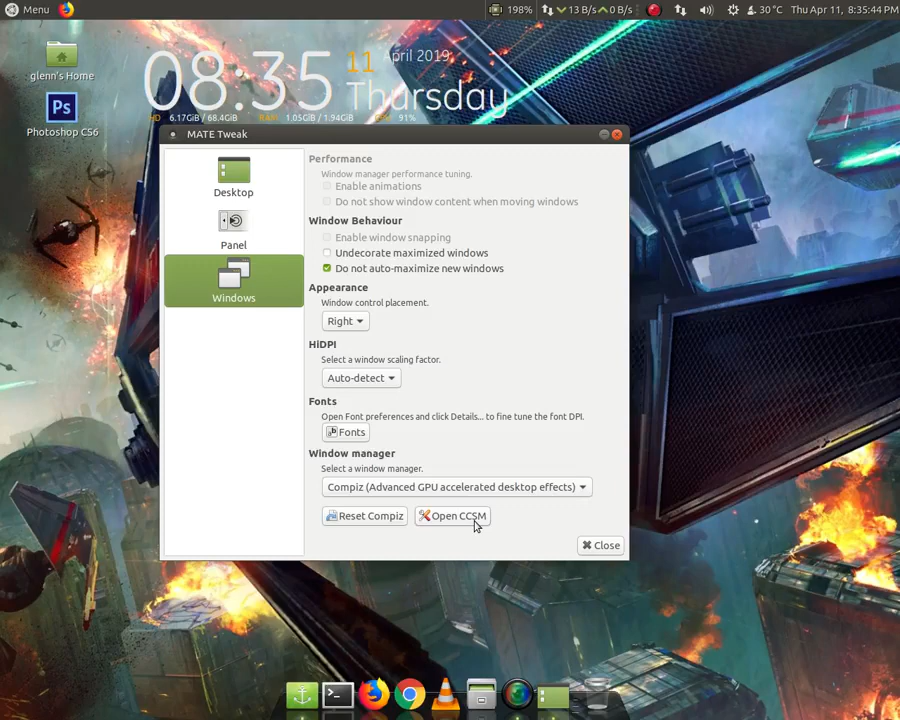 Menu
198%
13 B/s 0 B/s
30 °C
Thu Apr 11, 8:35:44 PM
glenn's Home
Ps
Photoshop CS6
08:35
11 April 2019
Thursday
HD 6.17GiB / 68.4GiB RAM 1.05GiB / 1.94GiB 91%
MATE Tweak
Desktop
Panel
Windows
Performance
Window manager performance tuning.
Enable animations
Do not show window content when moving windows
Window Behaviour
Enable window snapping
Undecorate maximized windows
Do not auto-maximize new windows
Appearance
Window control placement.
Right
HiDPI
Select a window scaling factor.
Auto-detect
Fonts
Open Font preferences and click Details... to fine tune the font DPI.
Fonts
Window manager
Select a window manager.
Compiz (Advanced GPU accelerated desktop effects)
Reset Compiz
Open CCSM
Close